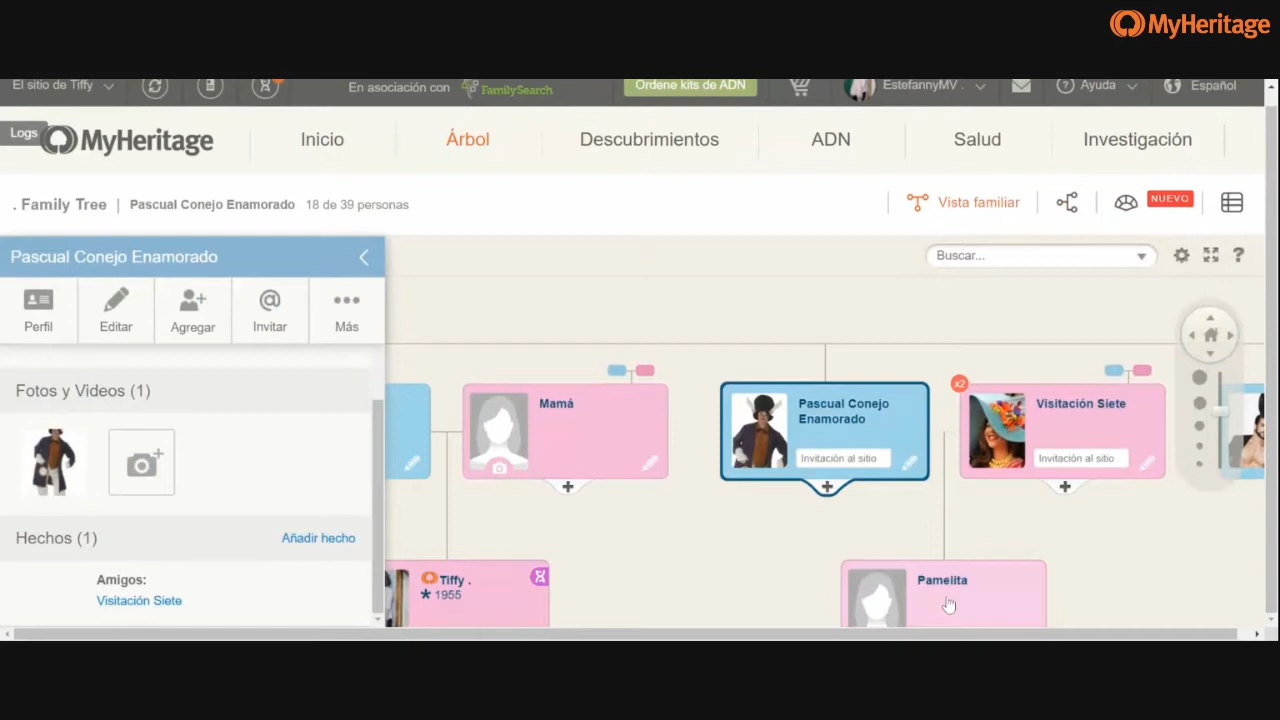 MyHeritage
El sitio de Tiffy
En asociación con FamilySearch
Ordene kits de ADN
EstefannyMV .
Ayuda
Español
Logs
MyHeritage
Inicio
Árbol
Descubrimientos
ADN
Salud
Investigación
. Family Tree | Pascual Conejo Enamorado 18 de 39 personas
Vista familiar
NUEVO
Pascual Conejo Enamorado
Buscar...
?
Perfil
Editar
Agregar
Invitar
Más
Fotos y Videos (1)
Hechos (1)
Añadir hecho
Amigos:
Visitación Siete
Mamá
Pascual Conejo
Enamorado
Invitación al sitio
x2
Visitación Siete
Invitación al sitio
Tiffy .
1955
Pamelita